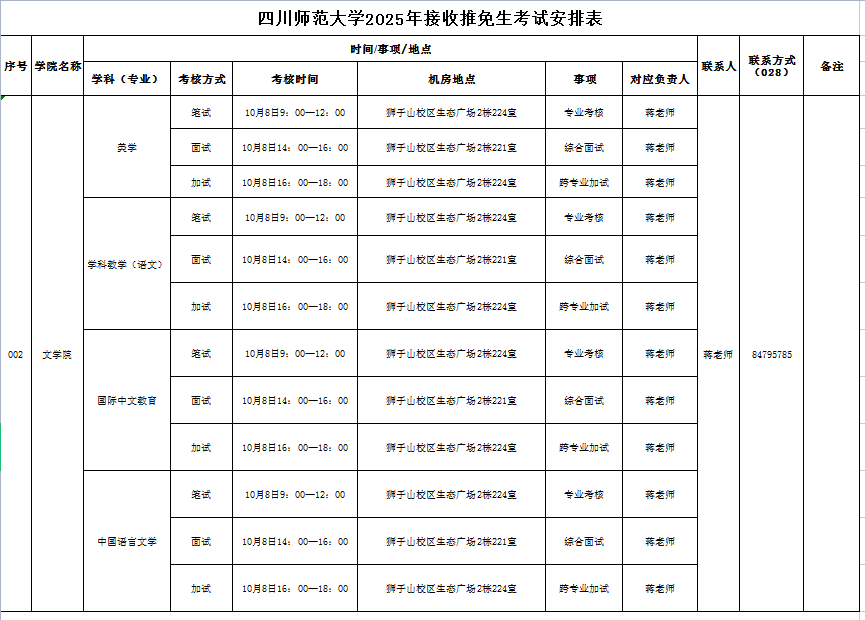 四川师范大学2025年接收推免生考试安排表
序号 学院名称 时间/事项/地点 联系人 联系方式（028） 备注
学科（专业） 考核方式 考核时间 机房地点 事项 对应负责人
002 文学院 蒋老师 84795785
美学 笔试 10月8日9：00—12：00 狮子山校区生态广场2栋224室 专业考核 蒋老师
面试 10月8日14：00—16：00 狮子山校区生态广场2栋221室 综合面试 蒋老师
加试 10月8日16：00—18：00 狮子山校区生态广场2栋224室 跨专业加试 蒋老师
学科教学（语文） 笔试 10月8日9：00—12：00 狮子山校区生态广场2栋224室 专业考核 蒋老师
面试 10月8日14：00—16：00 狮子山校区生态广场2栋221室 综合面试 蒋老师
加试 10月8日16：00—18：00 狮子山校区生态广场2栋224室 跨专业加试 蒋老师
国际中文教育 笔试 10月8日9：00—12：00 狮子山校区生态广场2栋224室 专业考核 蒋老师
面试 10月8日14：00—16：00 狮子山校区生态广场2栋221室 综合面试 蒋老师
加试 10月8日16：00—18：00 狮子山校区生态广场2栋224室 跨专业加试 蒋老师
中国语言文学 笔试 10月8日9：00—12：00 狮子山校区生态广场2栋224室 专业考核 蒋老师
面试 10月8日14：00—16：00 狮子山校区生态广场2栋221室 综合面试 蒋老师
加试 10月8日16：00—18：00 狮子山校区生态广场2栋224室 跨专业加试 蒋老师